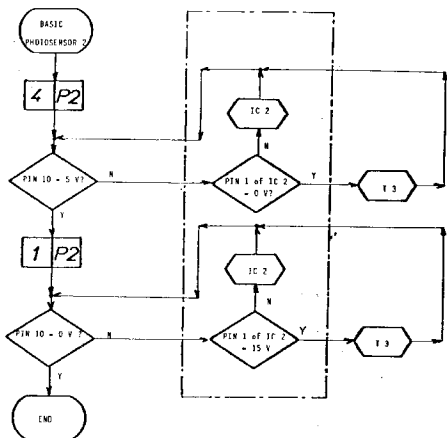 BASIC
PHOTOSENSOR 2
4 P2
IC 2
PIN 10 = 5 V?
N
PIN 1 of IC 2
= 0 V?
N
Y
T 3
Y
1 P2
IC 2
PIN 10 = 0 V?
N
PIN 1 of IC 2
= 15 V
N
Y
T 3
Y
END